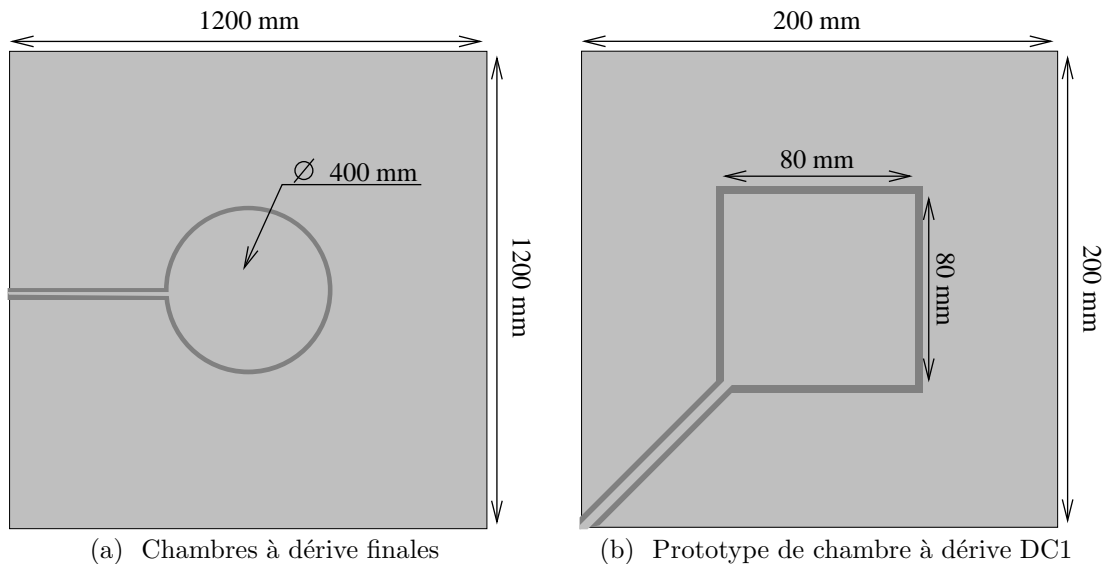 1200 mm
200 mm
∅ 400 mm
80 mm
1200 mm
80 mm
200 mm
(a) Chambres à dérive finales
(b) Prototype de chambre à dérive DC1